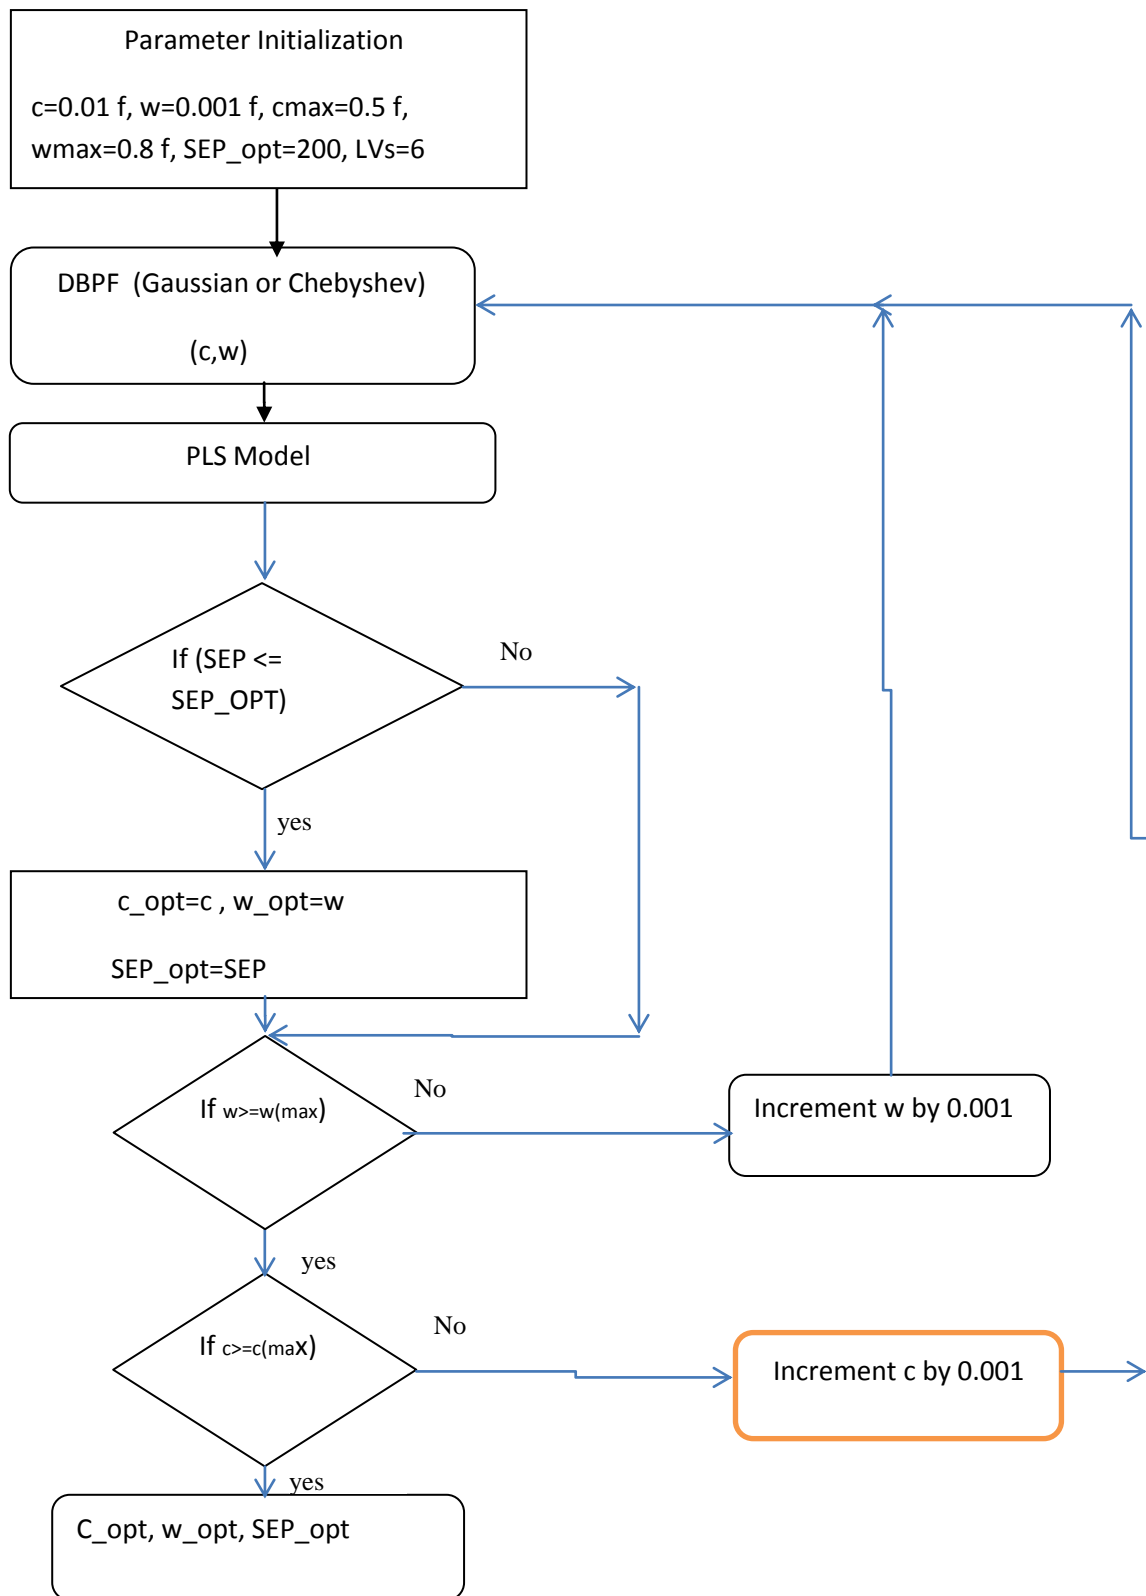 Parameter Initialization
c=0.01 f, w=0.001 f, cmax=0.5 f,
wmax=0.8 f, SEP_opt=200, LVs=6
DBPF  (Gaussian or Chebyshev)
(c,w)
PLS Model
If (SEP <=
SEP_OPT)
No
yes
c_opt=c , w_opt=w
SEP_opt=SEP
If w>=w(max)
No
Increment w by 0.001
yes
If c>=c(max)
No
Increment c by 0.001
yes
C_opt, w_opt, SEP_opt